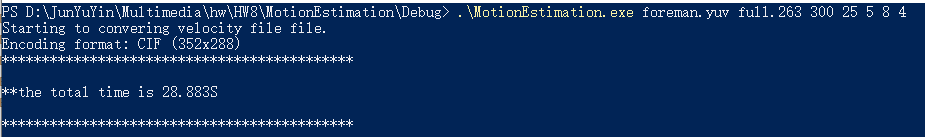 PS D:\JunYuYin\Multimedia\hw\HW8\MotionEstimation\Debug> .\MotionEstimation.exe foreman.yuv full.263 300 25 5 8 4
Starting to convering velocity file file.
Encoding format: CIF (352x288)
********************************************
**the total time is 28.883S
********************************************